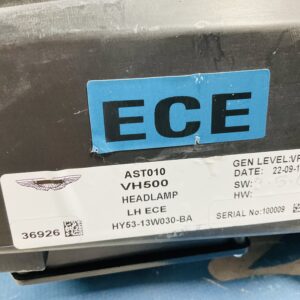 ECE
AST010
VH500
HEADLAMP
LH ECE
HY53-13W030-BA
36926
GEN LEVEL:VP
DATE: 22-09-1
SW:
HW:
Serial No:100009